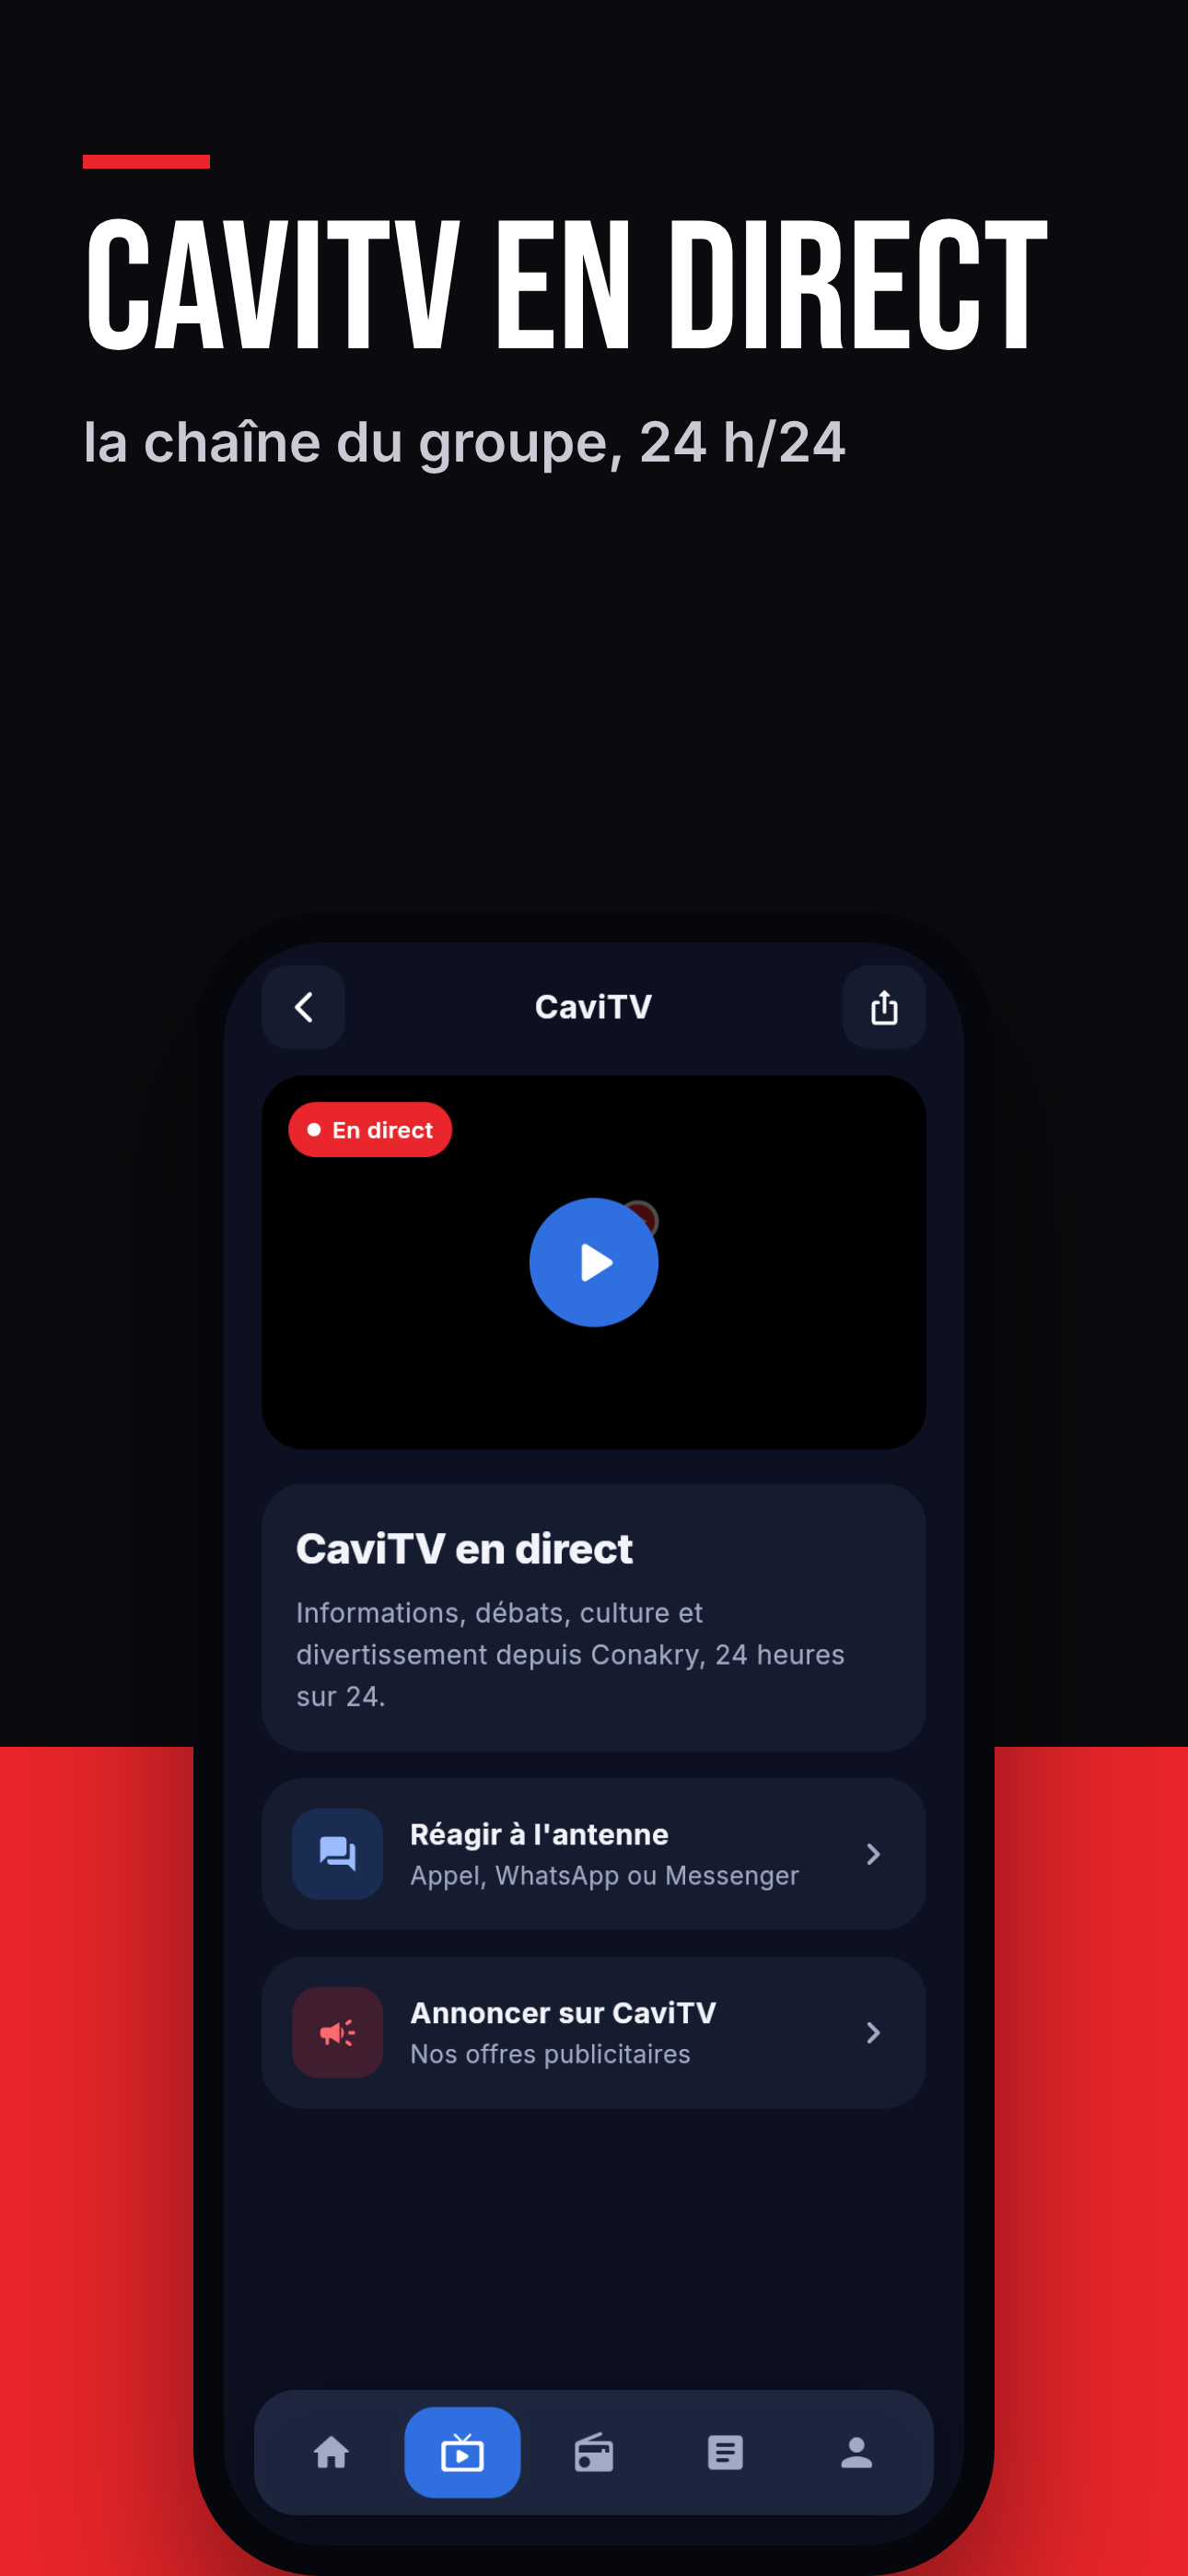 CAVITV EN DIRECT
la chaîne du groupe, 24 h/24
CaviTV
En direct
CaviTV en direct
Informations, débats, culture et
divertissement depuis Conakry, 24 heures
sur 24.
Réagir à l'antenne
Appel, WhatsApp ou Messenger
Annoncer sur CaviTV
Nos offres publicitaires